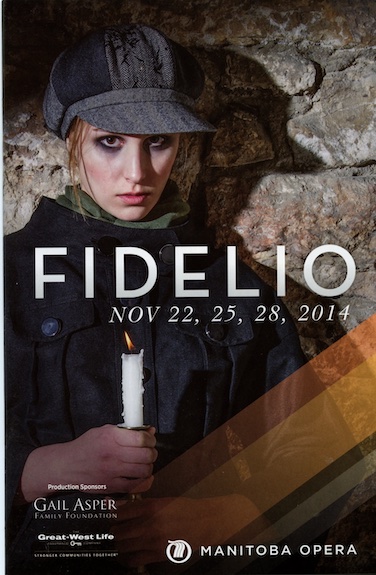 FIDELIO
NOV 22, 25, 28, 2014
Production Sponsors
GAIL ASPER
FAMILY FOUNDATION
Great-West Life
STRONGER COMMUNITIES TOGETHER
MANITOBA OPERA